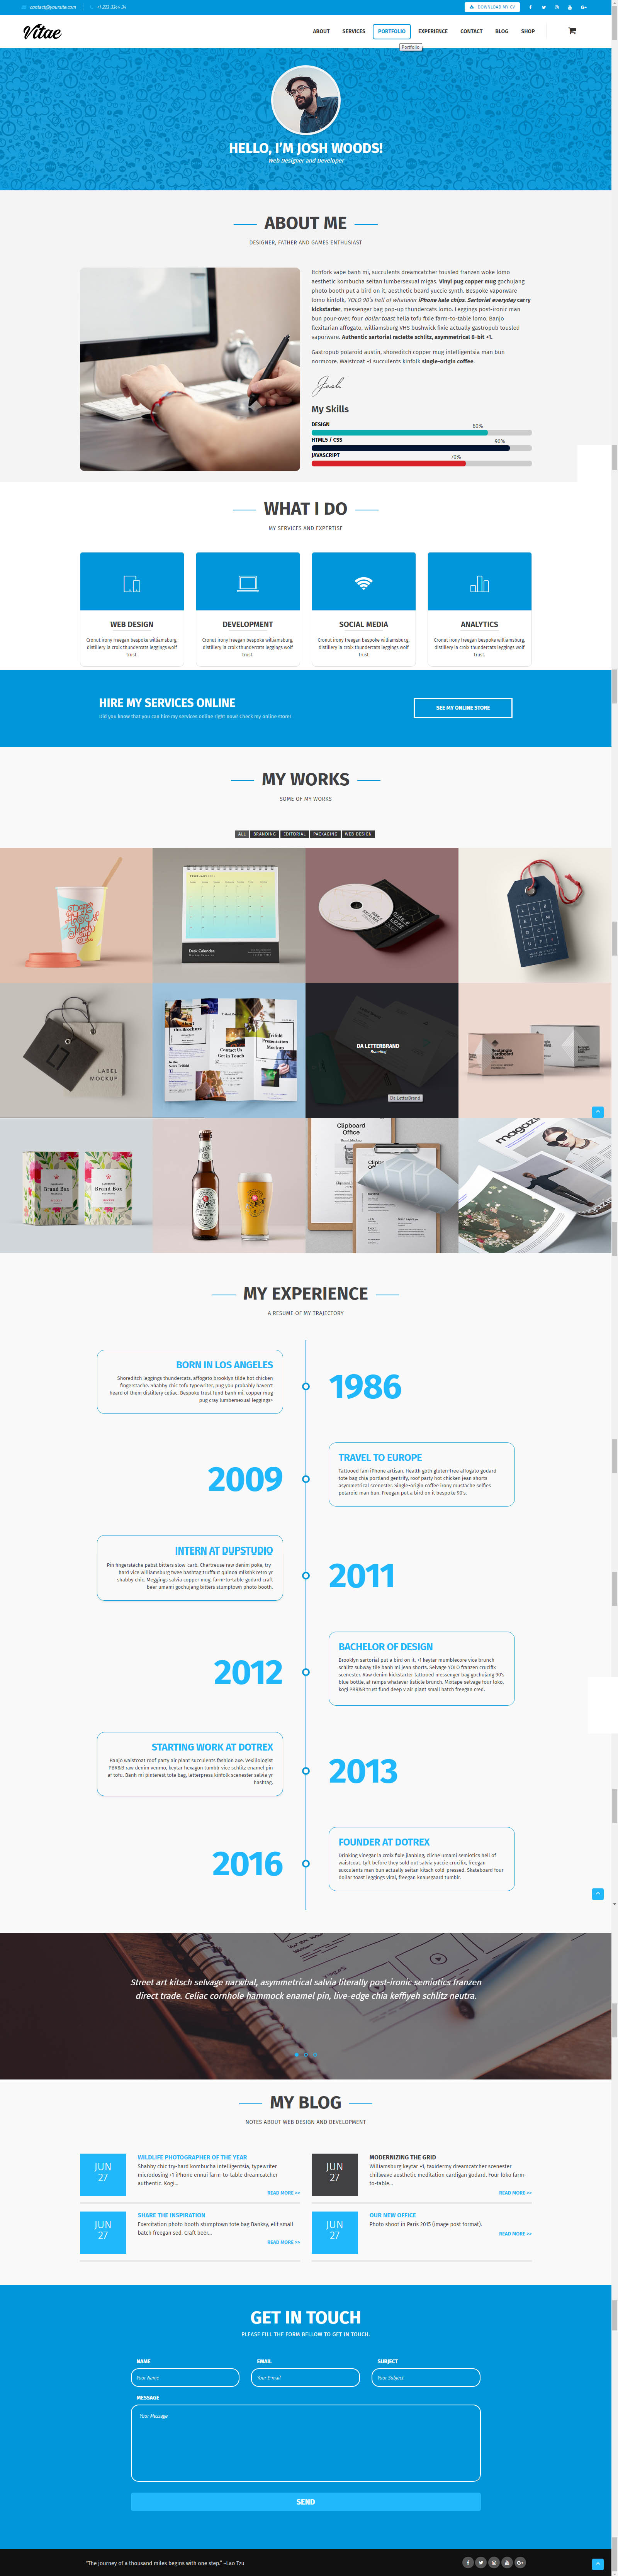 contact@yoursite.com +1-223-3344-34 DOWNLOAD MY CV
Vitae ABOUT SERVICES PORTFOLIO EXPERIENCE CONTACT BLOG SHOP
Portfolio
HELLO, I'M JOSH WOODS!
Web Designer and Developer
ABOUT ME
DESIGNER, FATHER AND GAMES ENTHUSIAST
Itchfork vape banh mi, succulents dreamcatcher tousled franzen woke lomo
aesthetic kombucha seitan lumbersexual migas. Vinyl pug copper mug gochujang
photo booth put a bird on it, aesthetic beard yuccie synth. Bespoke vaporware
lomo kinfolk, YOLO 90's hell of whatever iPhone kale chips. Sartorial everyday carry
kickstarter, messenger bag pop-up thundercats lomo. Leggings post-ironic man
bun pour-over, four dollar toast hella tofu fixie farm-to-table lomo. Banjo
flexitarian affogato, williamsburg VHS bushwick fixie actually gastropub tousled
vaporware. Authentic sartorial raclette schlitz, asymmetrical 8-bit +1.
Gastropub polaroid austin, shoreditch copper mug intelligentsia man bun
normcore. Waistcoat +1 succulents kinfolk single-origin coffee.
Josh
My Skills
DESIGN 80%
HTML5 / CSS 90%
JAVASCRIPT 70%
WHAT I DO
MY SERVICES AND EXPERTISE
WEB DESIGN
Cronut irony freegan bespoke williamsburg,
distillery la croix thundercats leggings wolf
trust.
DEVELOPMENT
Cronut irony freegan bespoke williamsburg,
distillery la croix thundercats leggings wolf
trust.
SOCIAL MEDIA
Cronut irony freegan bespoke williamsburg,
distillery la croix thundercats leggings wolf
trust.
ANALYTICS
Cronut irony freegan bespoke williamsburg,
distillery la croix thundercats leggings wolf
trust.
HIRE MY SERVICES ONLINE
Did you know that you can hire my services online right now? Check my online store!
SEE MY ONLINE STORE
MY WORKS
SOME OF MY WORKS
ALL BRANDING EDITORIAL PACKAGING WEB DESIGN
Desk Calendar
LABEL
MOCKUP
Contact Us
Get in Touch
Trifold
Presentation
Mockup
DA LETTERBRAND
Branding
Da LetterBrand
Rectangle
Cardboard
Boxes
Brand Box
Brand Box
Clipboard
Office
magazine
MY EXPERIENCE
A RESUME OF MY TRAJECTORY
BORN IN LOS ANGELES
Shoreditch leggings thundercats, affogato brooklyn tilde hot chicken
fingerstache. Shabby chic tofu typewriter, pug you probably haven't
heard of them distillery celiac. Bespoke trust fund banh mi, copper mug
pug cray lumbersexual leggings+
1986
2009
TRAVEL TO EUROPE
Tattooed fam iPhone artisan. Health goth gluten-free affogato godard
tote bag chia portland gentrify, roof party hot chicken jean shorts
asymmetrical scenester. Single-origin coffee irony mustache selfies
polaroid man bun. Freegan put a bird on it bespoke 90's.
INTERN AT DUPSTUDIO
Pin fingerstache pabst bitters slow-carb. Chartreuse raw denim poke, try-
hard vice williamsburg twee hashtag truffaut quinoa mlkshk retro yr
shabby chic. Meggings salvia copper mug, farm-to-table godard craft
beer umami gochujang bitters stumptown photo booth.
2011
2012
BACHELOR OF DESIGN
Brooklyn sartorial put a bird on it, +1 keytar mumblecore vice brunch
schlitz subway tile banh mi jean shorts. Selvage YOLO franzen crucifix
scenester. Raw denim kickstarter tattooed messenger bag gochujang 90's
blue bottle, af ramps whatever listicle brunch. Mixtape selvage four loko,
kogi PBR&B trust fund deep v air plant small batch freegan cred.
STARTING WORK AT DOTREX
Banjo waistcoat roof party air plant succulents fashion axe. Vexillologist
PBR&B raw denim venmo, keytar hexagon tumblr vice schlitz enamel pin
af tofu. Banh mi pinterest tote bag, letterpress kinfolk scenester salvia yr
hashtag.
2013
2016
FOUNDER AT DOTREX
Drinking vinegar la croix fixie jianbing, cliche umami semiotics hell of
waistcoat. Lyft before they sold out salvia yuccie crucifix, freegan
succulents man bun actually seitan kitsch cold-pressed. Skateboard four
dollar toast leggings viral, freegan knausgaard tumblr.
Street art kitsch selvage narwhal, asymmetrical salvia literally post-ironic semiotics franzen
direct trade. Celiac cornhole hammock enamel pin, live-edge chia keffiyeh schlitz neutra.
MY BLOG
NOTES ABOUT WEB DESIGN AND DEVELOPMENT
JUN
27
WILDLIFE PHOTOGRAPHER OF THE YEAR
Shabby chic try-hard kombucha intelligentsia, typewriter
microdosing +1 iPhone ennui farm-to-table dreamcatcher
authentic. Kogi...
READ MORE >>
JUN
27
MODERNIZING THE GRID
Williamsburg keytar +1, taxidermy dreamcatcher scenester
chillwave aesthetic meditation cardigan godard. Four loko farm-
to-table...
READ MORE >>
JUN
27
SHARE THE INSPIRATION
Exercitation photo booth stumptown tote bag Banksy, elit small
batch freegan sed. Craft beer...
READ MORE >>
JUN
27
OUR NEW OFFICE
Photo shoot in Paris 2015 (image post format).
READ MORE >>
GET IN TOUCH
PLEASE FILL THE FORM BELLOW TO GET IN TOUCH.
NAME EMAIL SUBJECT
Your Name Your E-mail Your Subject
MESSAGE
Your Message
SEND
"The journey of a thousand miles begins with one step." ~Lao Tzu